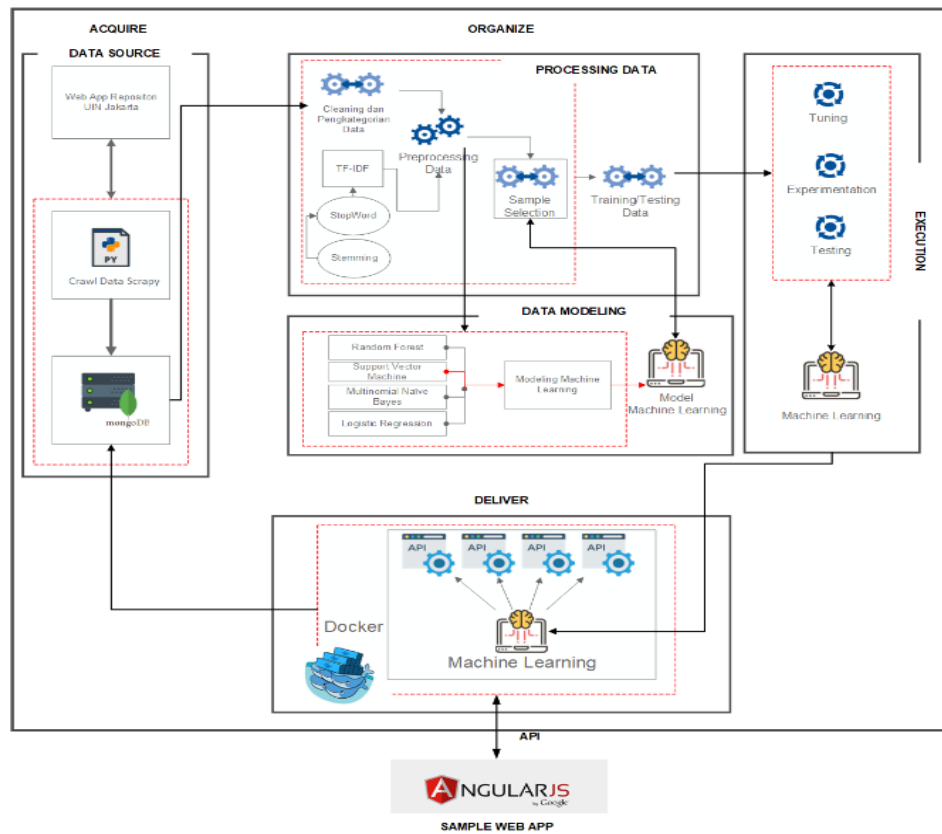 ACQUIRE
DATA SOURCE
Web App Repositori
UIN Jakarta
PY
Crawl Data Scrapy
mongoDB
ORGANIZE
PROCESSING DATA
Cleaning dan
Pengkategorian
Data
Preprocessing
Data
TF-IDF
StopWord
Stemming
Sample
Selection
Training/Testing
Data
DATA MODELING
Random Forest
Support Vector
Machine
Multinomial Naive
Bayes
Logistic Regression
Modeling Machine
Learning
Model
Machine Learning
Tuning
Experimentation
Testing
EXECUTION
Machine Learning
DELIVER
API
API
API
API
Docker
Machine Learning
API
ANGULARJS
by Google
SAMPLE WEB APP